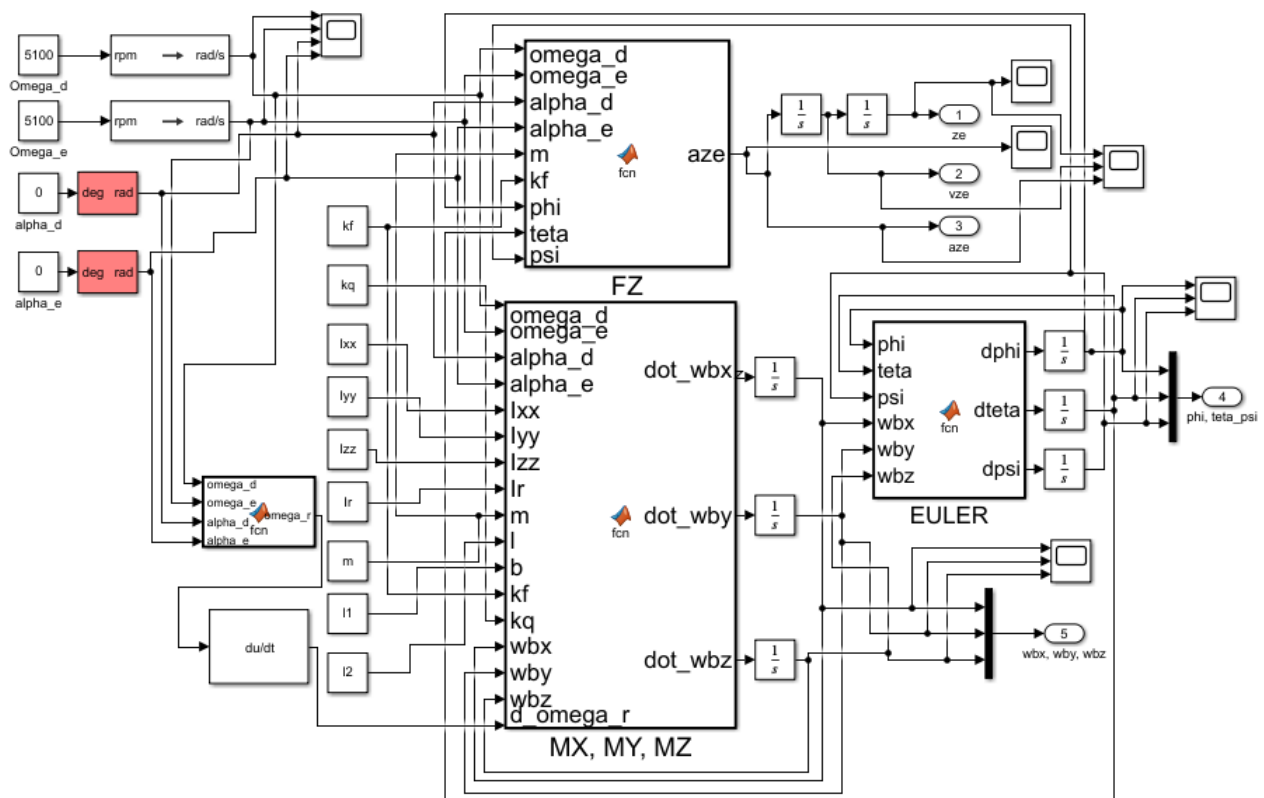 5100
rpm → rad/s
Omega_d
5100
rpm → rad/s
Omega_e
0
deg rad
alpha_d
0
deg rad
alpha_e
omega_d
omega_e
alpha_d
alpha_e
m
kf
phi
teta
psi
aze
fcn
FZ
1
s
1
s
1
ze
2
vze
3
aze
kf
kq
Ixx
Iyy
Izz
Ir
m
l1
l2
omega_d
omega_e
alpha_d
alpha_e
omega_r
fcn
du/dt
omega_d
omega_e
alpha_d
alpha_e
Ixx
Iyy
Izz
Ir
m
l
b
kf
kq
wbx
wby
wbz
d_omega_r
dot_wbx
dot_wby
dot_wbz
fcn
MX, MY, MZ
z
1
s
1
s
1
s
phi
teta
psi
wbx
wby
wbz
dphi
dteta
dpsi
fcn
EULER
1
s
1
s
1
s
4
phi, teta_psi
5
wbx, wby, wbz